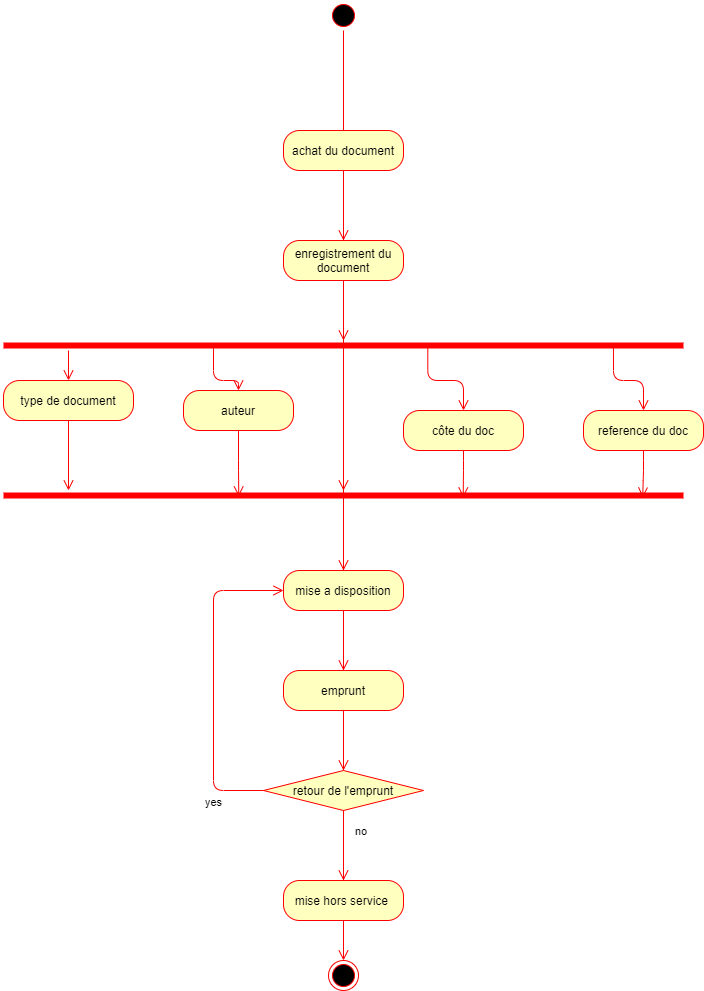 achat du document
enregistrement du
document
type de document
auteur
côte du doc
reference du doc
mise a disposition
emprunt
retour de l'emprunt
yes
no
mise hors service